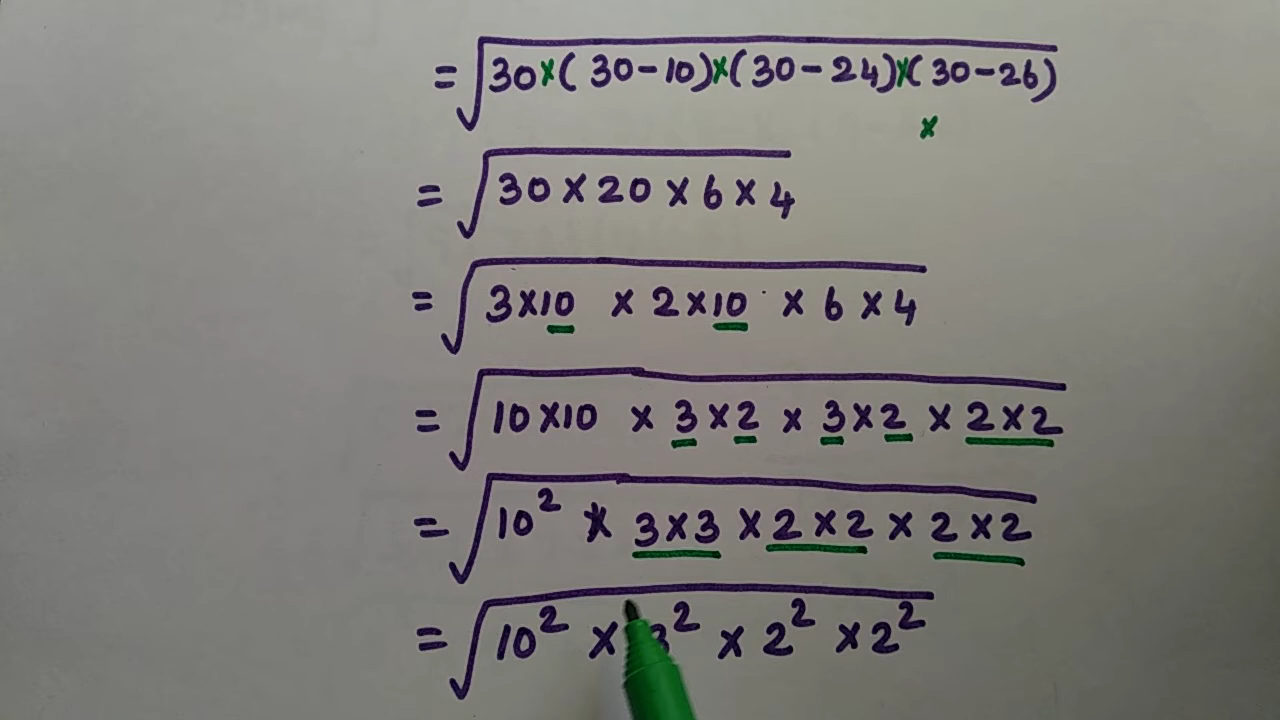 = √30×(30-10)×(30-24)×(30-26)
×
= √30×20×6×4
= √3×10 × 2×10 × 6×4
= √10×10 × 3×2 × 3×2 × 2×2
= √10² × 3×3 × 2×2 × 2×2
= √10² × 3² × 2² × 2²